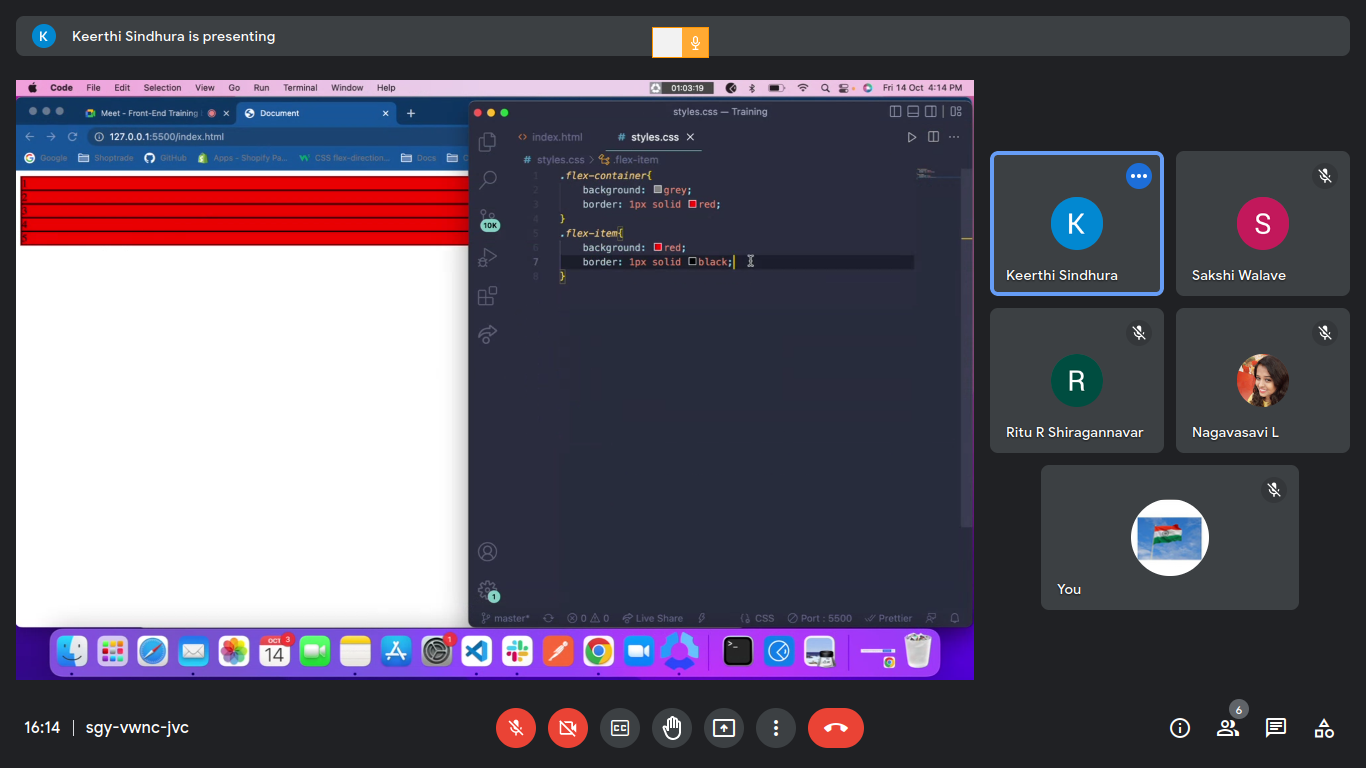 K Keerthi Sindhura is presenting
Code File Edit Selection View Go Run Terminal Window Help 01:03:19 Fri 14 Oct 4:14 PM
Meet - Front-End Training
Document
127.0.0.1:5500/index.html
Google Shoptrade GitHub Apps - Shopify Pa... CSS flex-direction... Docs
styles.css — Training
index.html # styles.css
# styles.css > .flex-item
1 .flex-container{
2 background: grey;
3 border: 1px solid red;
4 }
5 .flex-item{
6 background: red;
7 border: 1px solid black;
8 }
10K
1
master* 0 0 Live Share CSS Port : 5500 Prettier
OCT 3
14
1
K
Keerthi Sindhura
S
Sakshi Walave
R
Ritu R Shiragannavar
Nagavasavi L
You
16:14 | sgy-vwnc-jvc
CC
6